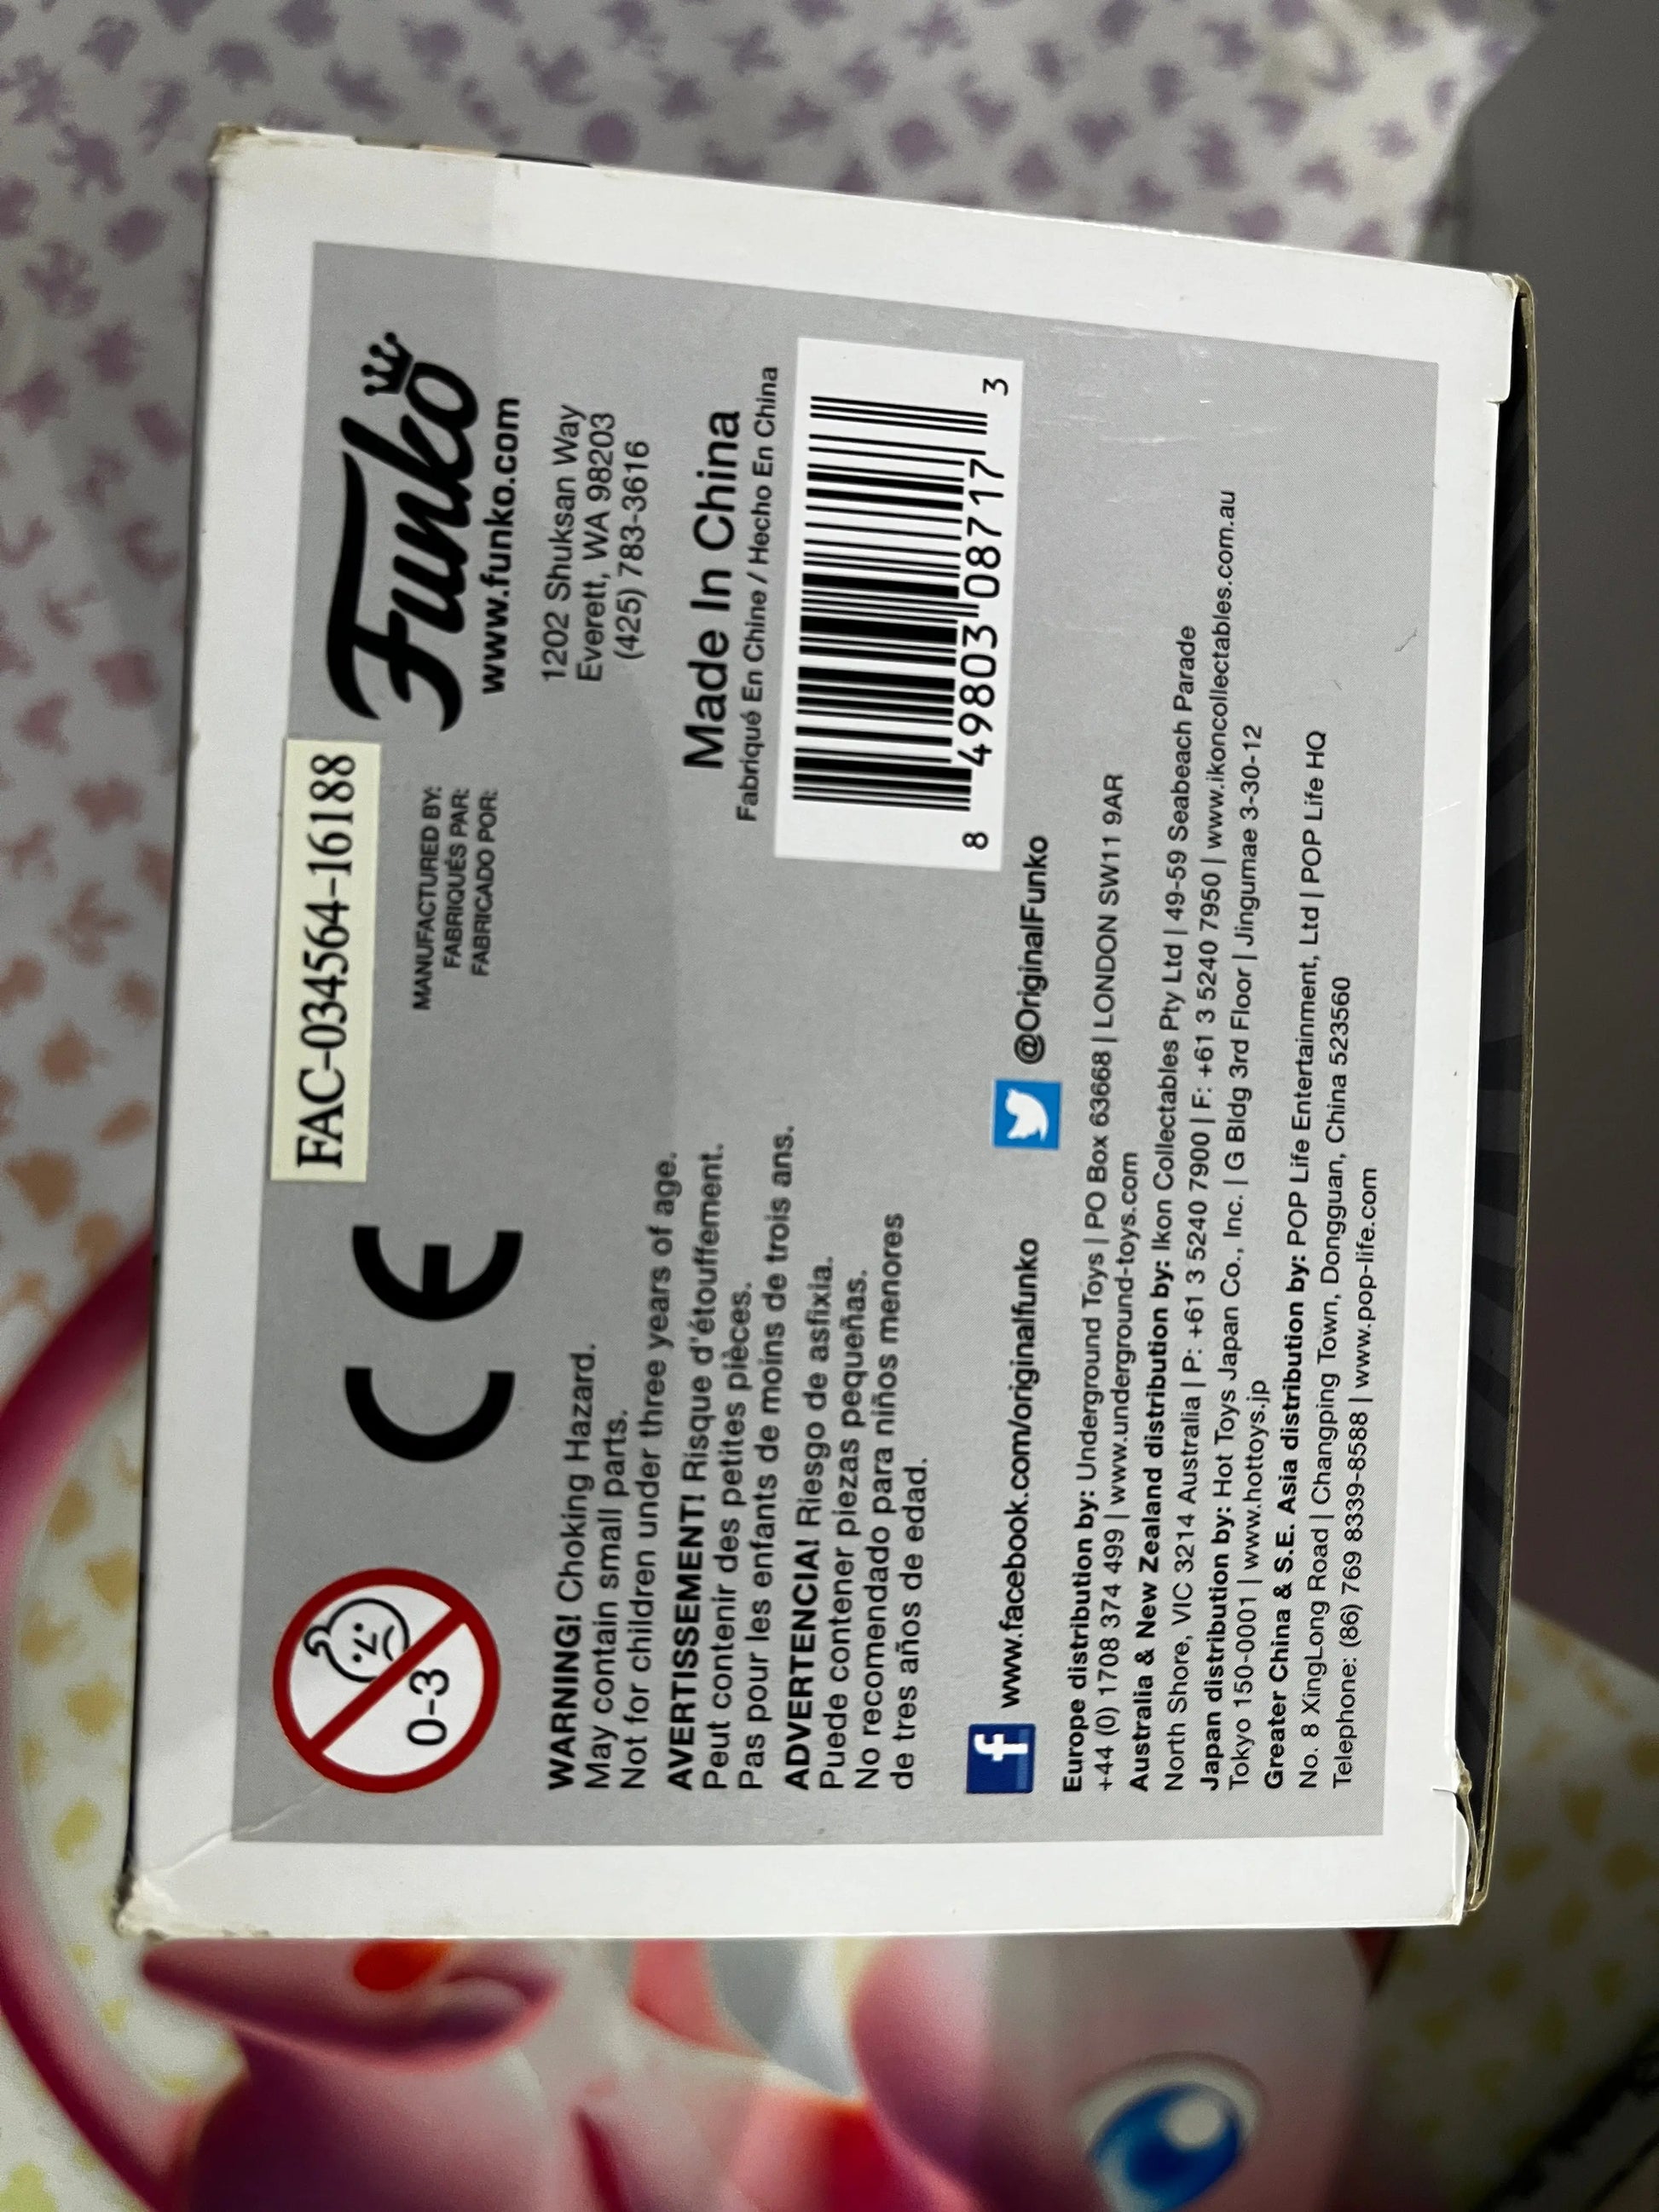 FAC-034564-16188
0-3
CE
MANUFACTURED BY:
FABRIQUÉS PAR:
FABRICADO POR:
Funko
www.funko.com
1202 Shuksan Way
Everett, WA 98203
(425) 783-3616
Made In China
Fabriqué En Chine / Hecho En China
8 49803 08717 3
WARNING! Choking Hazard.
May contain small parts.
Not for children under three years of age.
AVERTISSEMENT! Risque d'étouffement.
Peut contenir des petites pièces.
Pas pour les enfants de moins de trois ans.
ADVERTENCIA! Riesgo de asfixia.
Puede contener piezas pequeñas.
No recomendado para niños menores
de tres años de edad.
f www.facebook.com/originalfunko
@OriginalFunko
Europe distribution by: Underground Toys | PO Box 63668 | LONDON SW11 9AR
+44 (0) 1708 374 499 | www.underground-toys.com
Australia & New Zealand distribution by: Ikon Collectables Pty Ltd | 49-59 Seabeach Parade
North Shore, VIC 3214 Australia | P: +61 3 5240 7900 | F: +61 3 5240 7950 | www.ikoncollectables.com.au
Japan distribution by: Hot Toys Japan Co., Inc. | G Bldg 3rd Floor | Jingumae 3-30-12
Tokyo 150-0001 | www.hottoys.jp
Greater China & S.E. Asia distribution by: POP Life Entertainment, Ltd | POP Life HQ
No. 8 XingLong Road | Changping Town, Dongguan, China 523560
Telephone: (86) 769 8339-8588 | www.pop-life.com